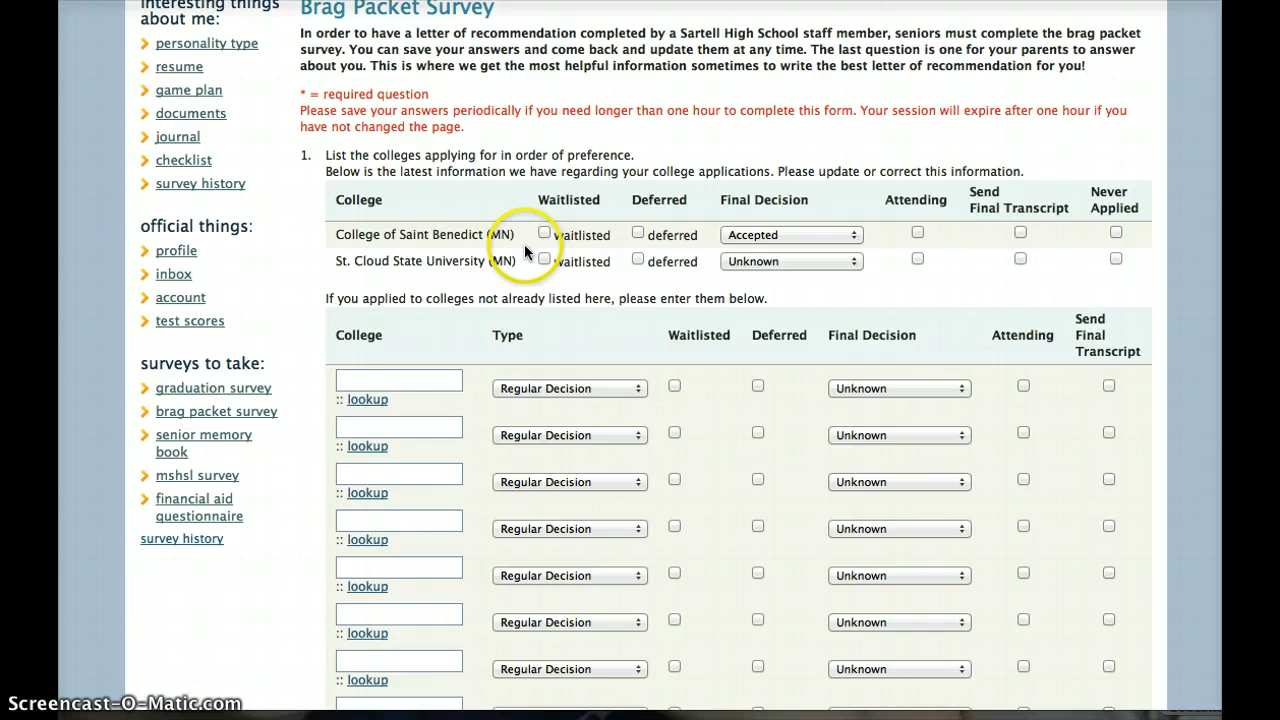 interesting things
about me:
personality type
resume
game plan
documents
journal
checklist
survey history
official things:
profile
inbox
account
test scores
surveys to take:
graduation survey
brag packet survey
senior memory
book
mshsl survey
financial aid
questionnaire
survey history
Brag Packet Survey
In order to have a letter of recommendation completed by a Sartell High School staff member, seniors must complete the brag packet
survey. You can save your answers and come back and update them at any time. The last question is one for your parents to answer
about you. This is where we get the most helpful information sometimes to write the best letter of recommendation for you!
* = required question
Please save your answers periodically if you need longer than one hour to complete this form. Your session will expire after one hour if you
have not changed the page.
1. List the colleges applying for in order of preference.
Below is the latest information we have regarding your college applications. Please update or correct this information.
College Waitlisted Deferred Final Decision Attending Send Final Transcript Never Applied
College of Saint Benedict (MN) waitlisted deferred Accepted
St. Cloud State University (MN) waitlisted deferred Unknown
If you applied to colleges not already listed here, please enter them below.
College Type Waitlisted Deferred Final Decision Attending Send Final Transcript
Regular Decision Unknown
:: lookup
Regular Decision Unknown
:: lookup
Regular Decision Unknown
:: lookup
Regular Decision Unknown
:: lookup
Regular Decision Unknown
:: lookup
Regular Decision Unknown
:: lookup
Regular Decision Unknown
:: lookup
Screencast-O-Matic.com